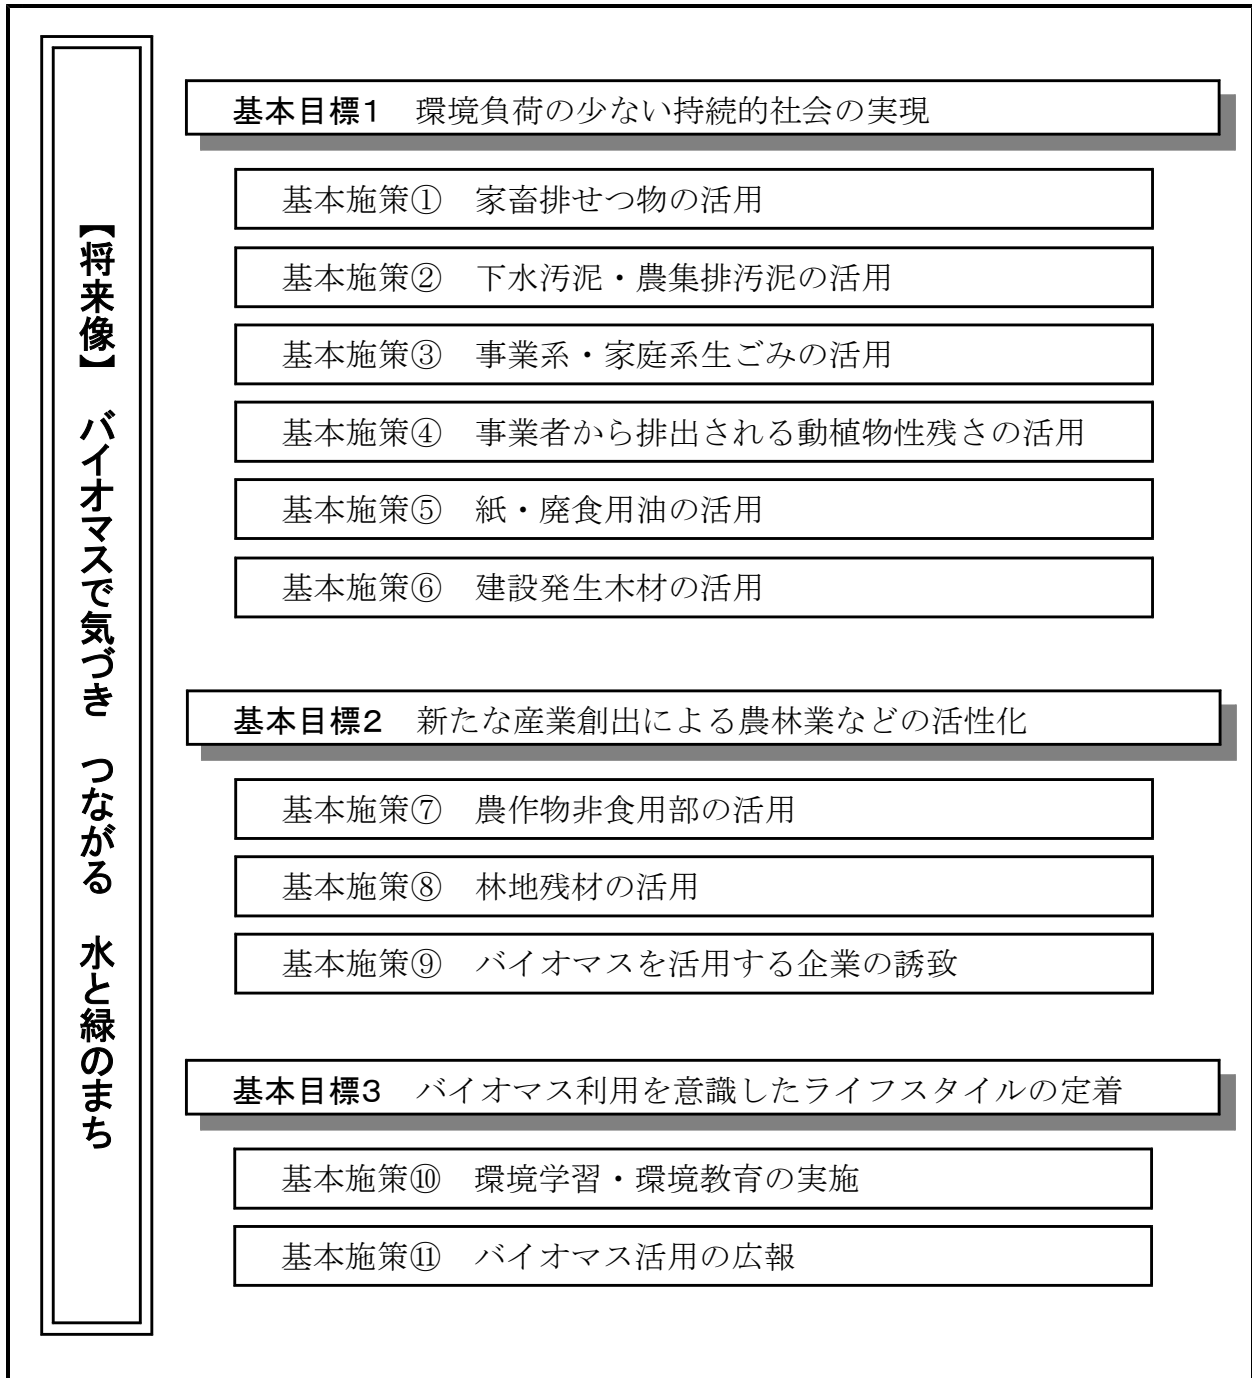 【将来像】 バイオマスで気づき つながる 水と緑のまち
基本目標1 環境負荷の少ない持続的社会の実現
基本施策① 家畜排せつ物の活用
基本施策② 下水汚泥・農集排汚泥の活用
基本施策③ 事業系・家庭系生ごみの活用
基本施策④ 事業者から排出される動植物性残さの活用
基本施策⑤ 紙・廃食用油の活用
基本施策⑥ 建設発生木材の活用
基本目標2 新たな産業創出による農林業などの活性化
基本施策⑦ 農作物非食用部の活用
基本施策⑧ 林地残材の活用
基本施策⑨ バイオマスを活用する企業の誘致
基本目標3 バイオマス利用を意識したライフスタイルの定着
基本施策⑩ 環境学習・環境教育の実施
基本施策⑪ バイオマス活用の広報